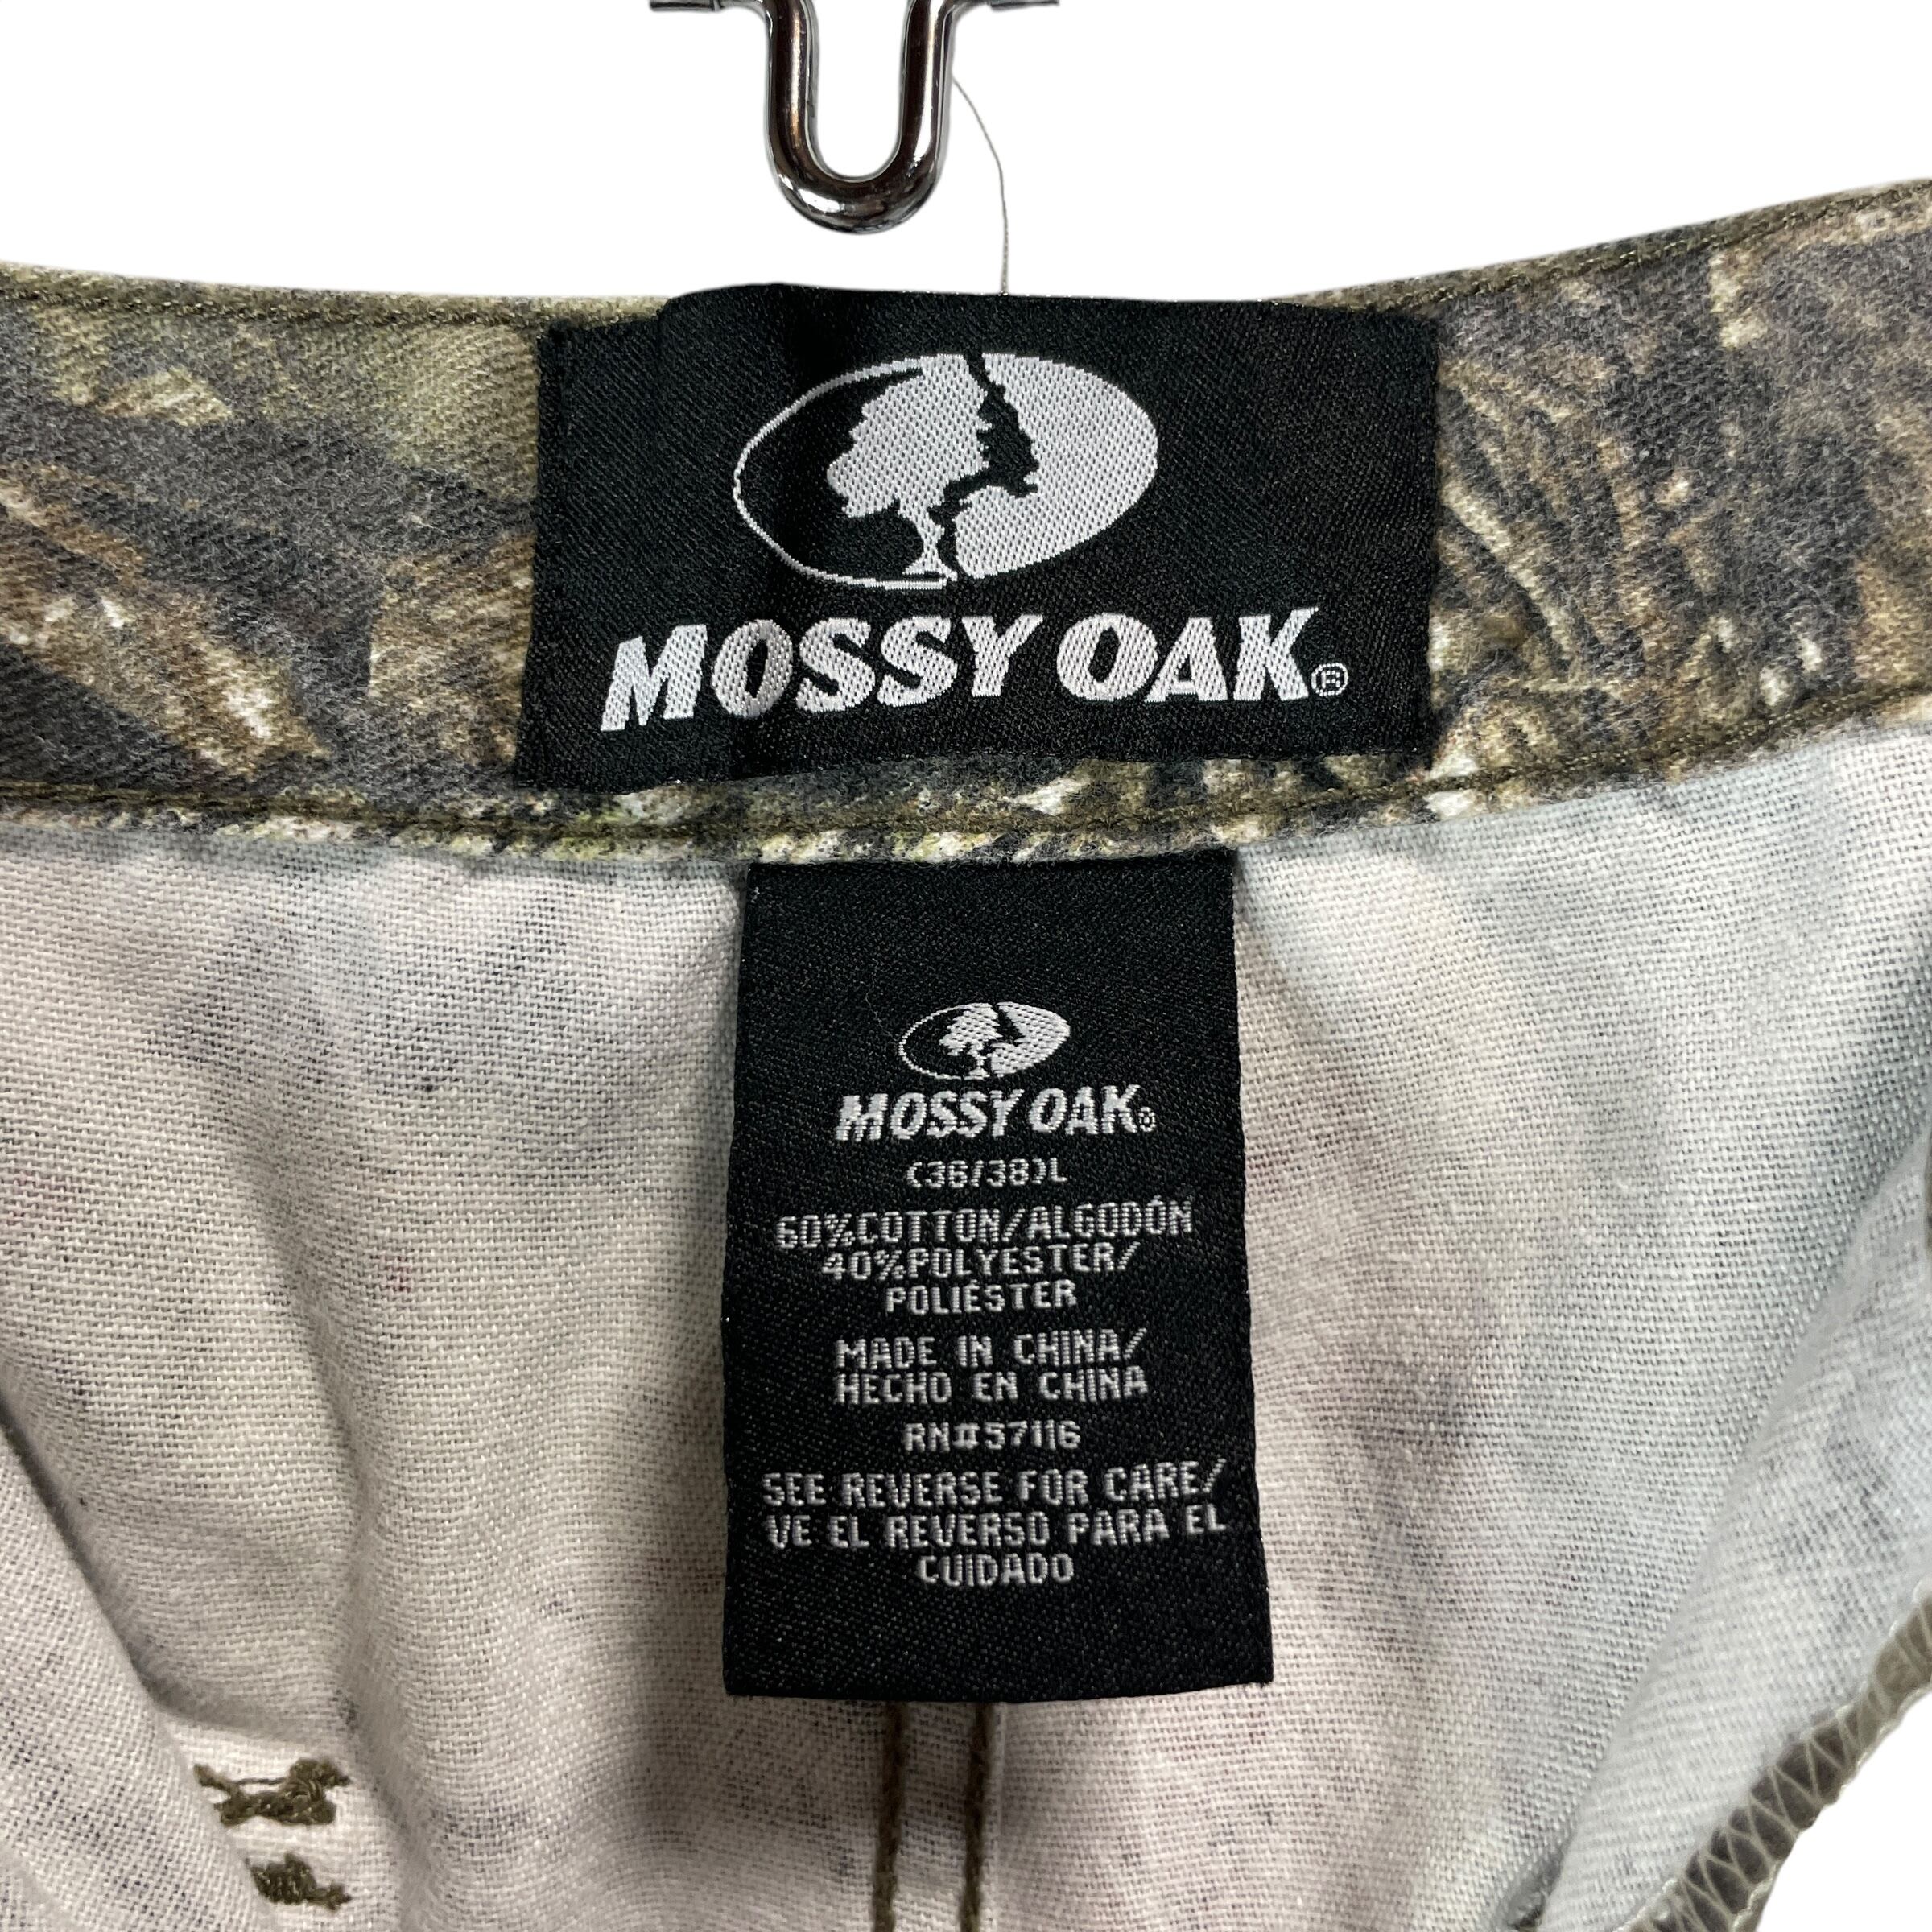 MOSSY OAK®
MOSSY OAK®
(36/38)L
60%COTTON/ALGODÓN
40%POLYESTER/
POLIÉSTER
MADE IN CHINA/
HECHO EN CHINA
RN#57116
SEE REVERSE FOR CARE/
VE EL REVERSO PARA EL
CUIDADO